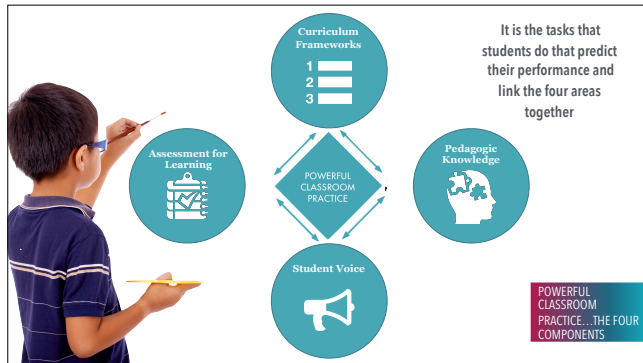 Curriculum
Frameworks
1
2
3
It is the tasks that
students do that predict
their performance and
link the four areas
together
Assessment for
Learning
POWERFUL
CLASSROOM
PRACTICE
Pedagogic
Knowledge
Student Voice
POWERFUL
CLASSROOM
PRACTICE...THE FOUR
COMPONENTS